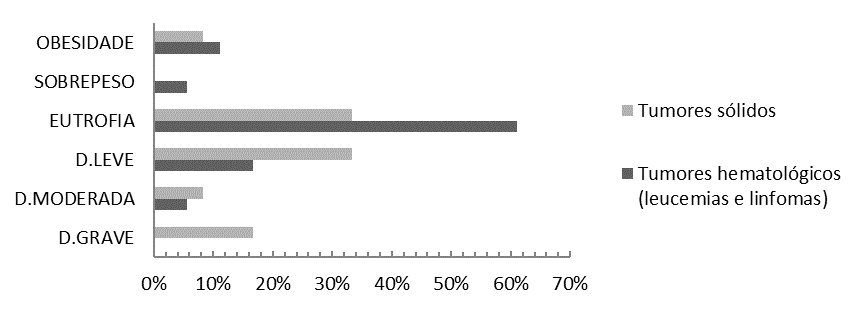 OBESIDADE
SOBREPESO
EUTROFIA
D.LEVE
D.MODERADA
D.GRAVE
0% 10% 20% 30% 40% 50% 60% 70%
Tumores sólidos
Tumores hematológicos
(leucemias e linfomas)